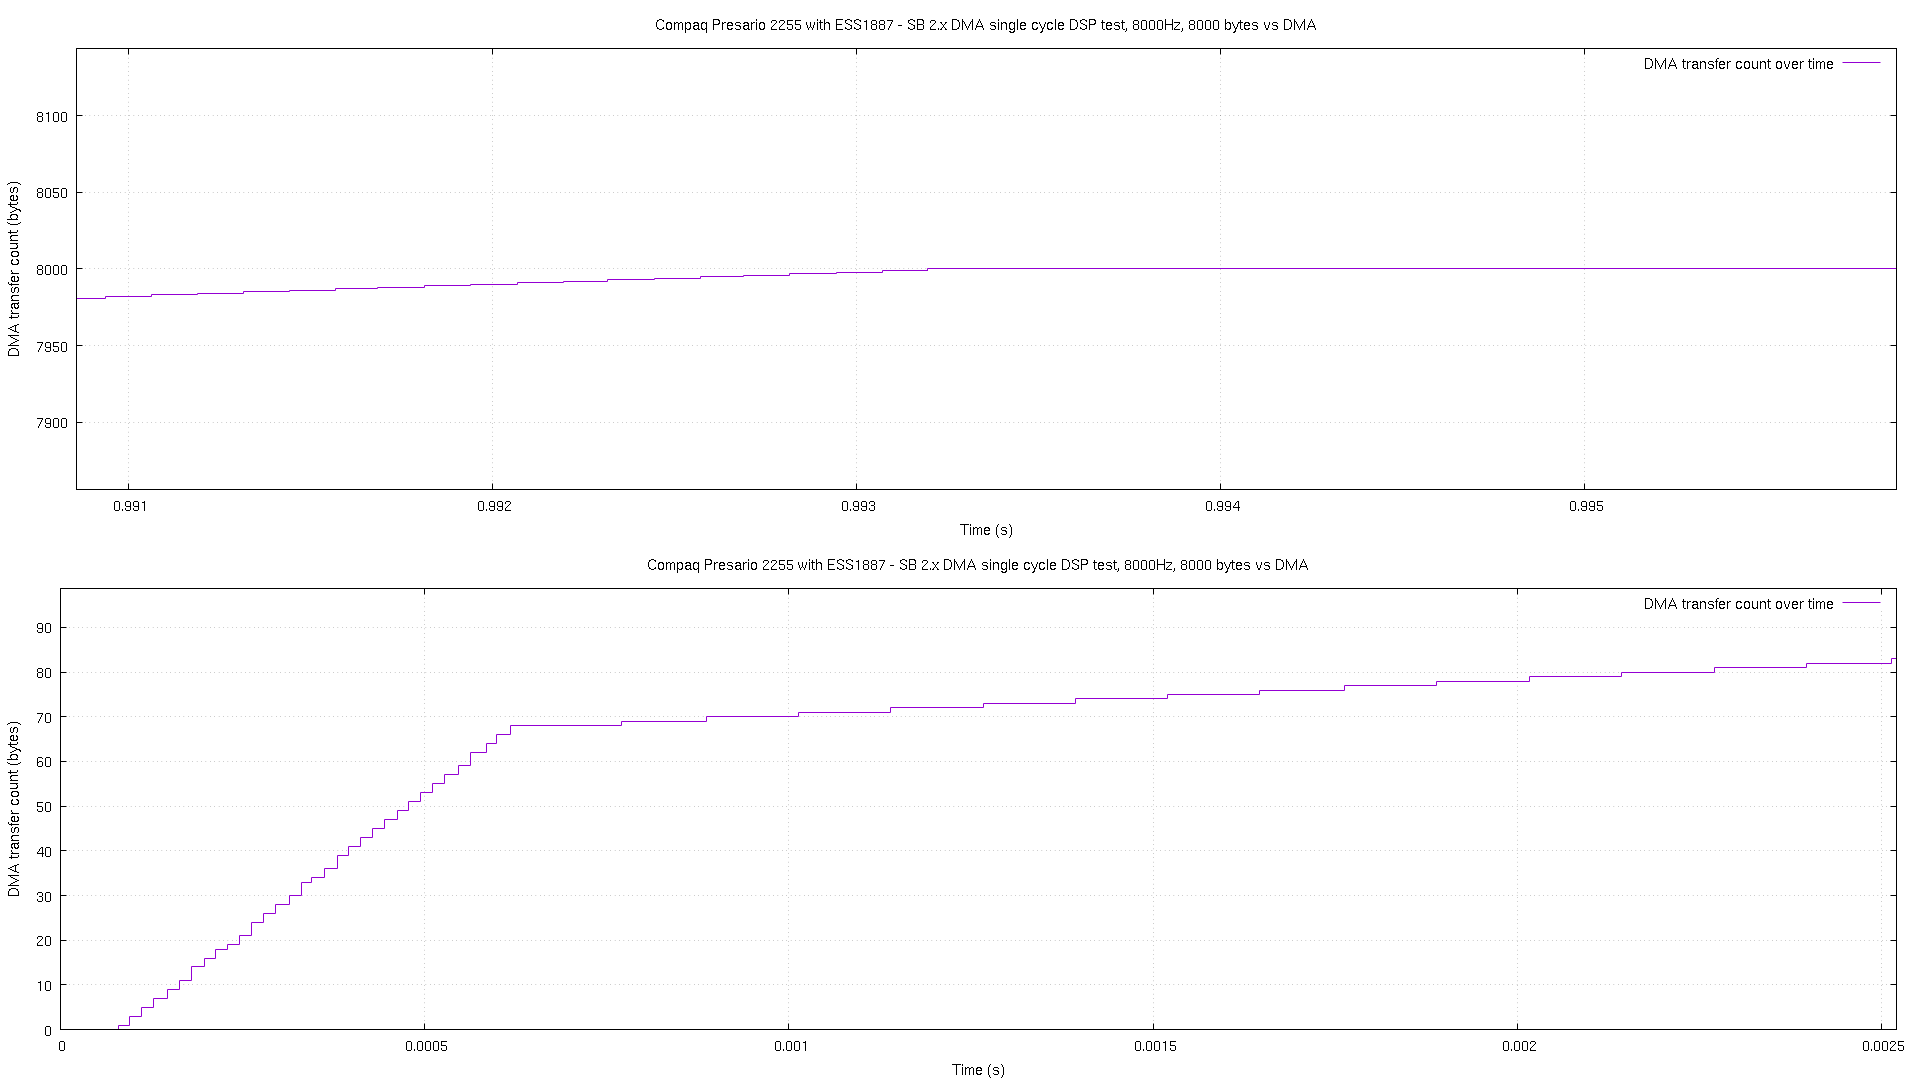 Compaq Presario 2255 with ESS1887 - SB 2.x DMA single cycle DSP test, 8000Hz, 8000 bytes vs DMA
DMA transfer count over time
8100
8050
8000
7950
7900
DMA transfer count (bytes)
0.991 0.992 0.993 0.994 0.995
Time (s)
Compaq Presario 2255 with ESS1887 - SB 2.x DMA single cycle DSP test, 8000Hz, 8000 bytes vs DMA
DMA transfer count over time
90
80
70
60
50
40
30
20
10
0
DMA transfer count (bytes)
0 0.0005 0.001 0.0015 0.002 0.0025
Time (s)